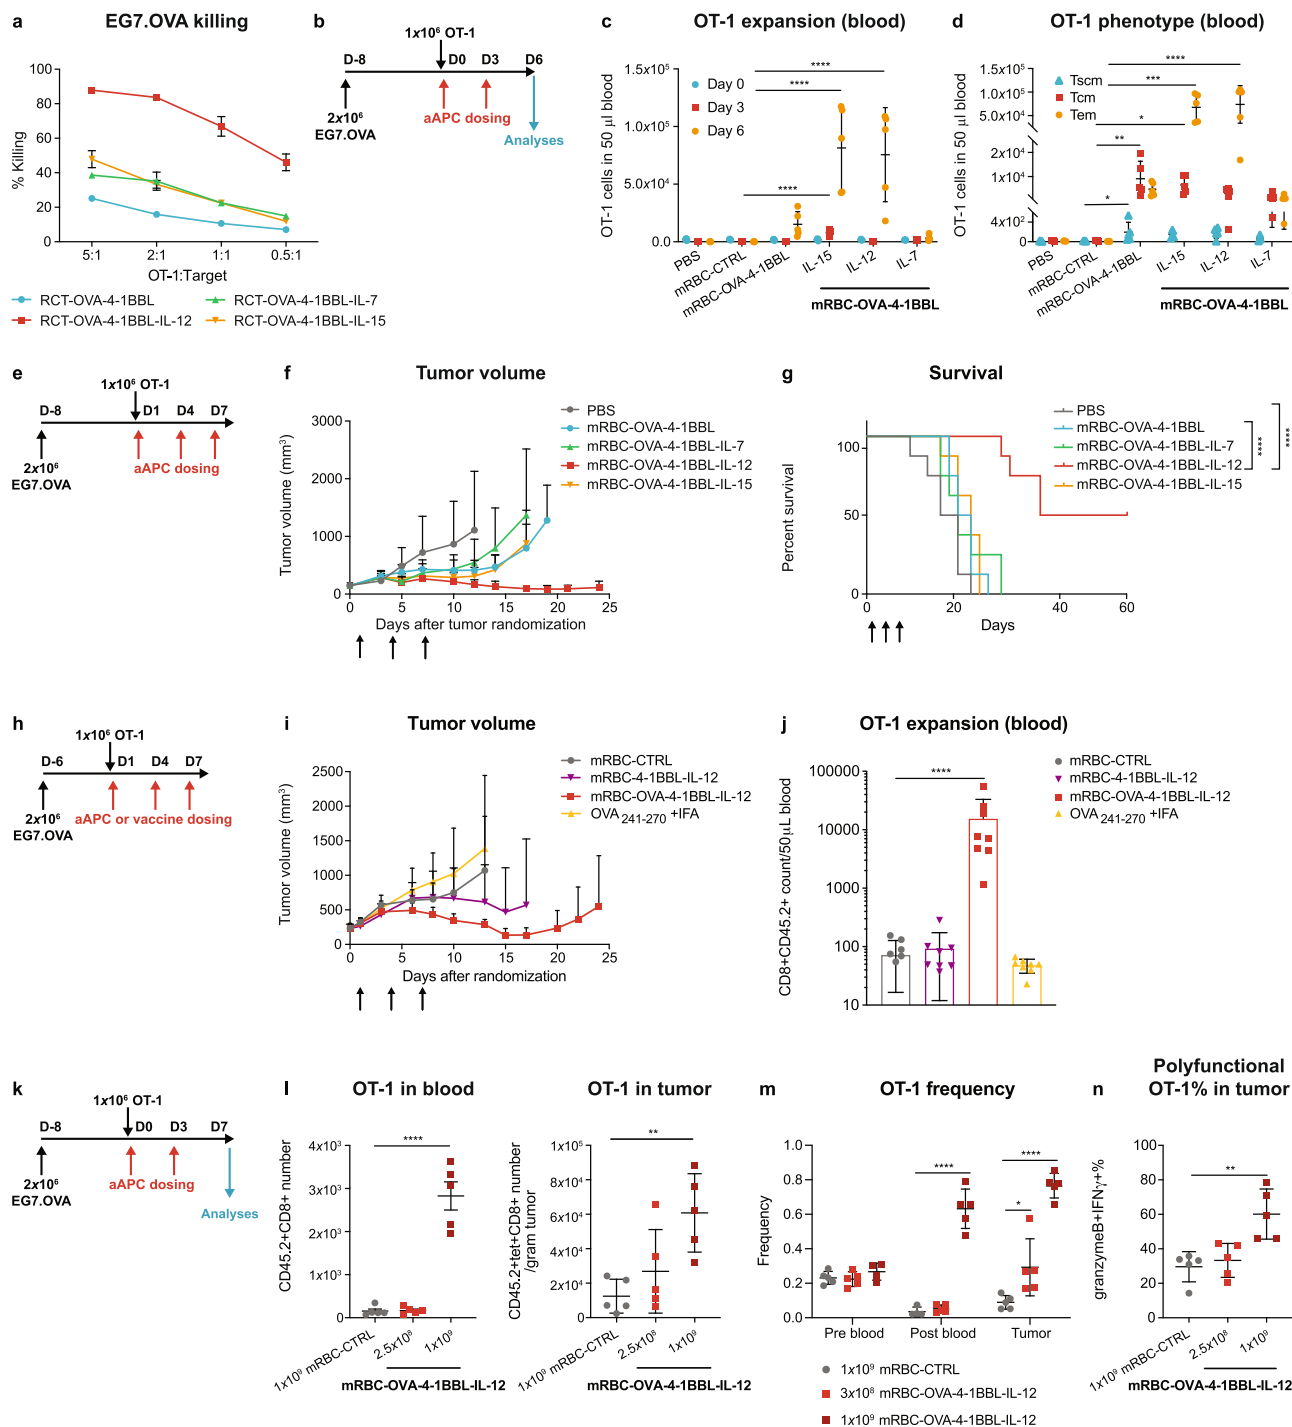 a EG7.OVA killing
% Killing
100
80
60
40
20
0
5:1 2:1 1:1 0.5:1
OT-1:Target
RCT-OVA-4-1BBL
RCT-OVA-4-1BBL-IL-7
RCT-OVA-4-1BBL-IL-12
RCT-OVA-4-1BBL-IL-15
b
1x10⁶ OT-1
D-8 D0 D3 D6
2x10⁶
EG7.OVA
aAPC dosing
Analyses
c OT-1 expansion (blood)
OT-1 cells in 50 µl blood
1.5x10⁵
1.0x10⁵
5.0x10⁴
0.0
Day 0
Day 3
Day 6
****
****
****
PBS
mRBC-CTRL
mRBC-OVA-4-1BBL
IL-15
IL-12
IL-7
mRBC-OVA-4-1BBL
d OT-1 phenotype (blood)
OT-1 cells in 50 µl blood
1.5x10⁵
1.0x10⁵
5.0x10⁴
2x10⁴
1x10⁴
4x10²
0
Tscm
Tcm
Tem
****
***
*
**
*
PBS
mRBC-CTRL
mRBC-OVA-4-1BBL
IL-15
IL-12
IL-7
mRBC-OVA-4-1BBL
e
1x10⁶ OT-1
D-8 D1 D4 D7
2x10⁶
EG7.OVA
aAPC dosing
f Tumor volume
Tumor volume (mm³)
3000
2000
1000
0
0 5 10 15 20 25
Days after tumor randomization
PBS
mRBC-OVA-4-1BBL
mRBC-OVA-4-1BBL-IL-7
mRBC-OVA-4-1BBL-IL-12
mRBC-OVA-4-1BBL-IL-15
g Survival
Percent survival
100
50
0
0 20 40 60
Days
PBS
mRBC-OVA-4-1BBL
mRBC-OVA-4-1BBL-IL-7
mRBC-OVA-4-1BBL-IL-12
mRBC-OVA-4-1BBL-IL-15
****
****
h
1x10⁶ OT-1
D-6 D1 D4 D7
2x10⁶
EG7.OVA
aAPC or vaccine dosing
i Tumor volume
Tumor volume (mm³)
2500
2000
1500
1000
500
0
0 5 10 15 20 25
Days after randomization
mRBC-CTRL
mRBC-4-1BBL-IL-12
mRBC-OVA-4-1BBL-IL-12
OVA 241-270 +IFA
j OT-1 expansion (blood)
CD8+CD45.2+ count/50µL blood
100000
10000
1000
100
10
****
mRBC-CTRL
mRBC-4-1BBL-IL-12
mRBC-OVA-4-1BBL-IL-12
OVA 241-270 +IFA
k
1x10⁶ OT-1
D-8 D0 D3 D7
2x10⁶
EG7.OVA
aAPC dosing
Analyses
l OT-1 in blood
CD45.2+CD8+ number
4x10³
3x10³
2x10³
1x10³
0
****
1x10⁹ mRBC-CTRL
2.5x10⁸
1x10⁹
mRBC-OVA-4-1BBL-IL-12
OT-1 in tumor
CD45.2+tet+CD8+ number
/gram tumor
1x10⁵
8x10⁴
6x10⁴
4x10⁴
2x10⁴
0
**
1x10⁹ mRBC-CTRL
2.5x10⁸
1x10⁹
mRBC-OVA-4-1BBL-IL-12
m OT-1 frequency
Frequency
1.0
0.8
0.6
0.4
0.2
0.0
****
****
*
Pre blood Post blood Tumor
1x10⁹ mRBC-CTRL
3x10⁸ mRBC-OVA-4-1BBL-IL-12
1x10⁹ mRBC-OVA-4-1BBL-IL-12
n Polyfunctional
OT-1% in tumor
granzymeB+IFNγ+%
100
80
60
40
20
0
**
1x10⁹ mRBC-CTRL
2.5x10⁸
1x10⁹
mRBC-OVA-4-1BBL-IL-12